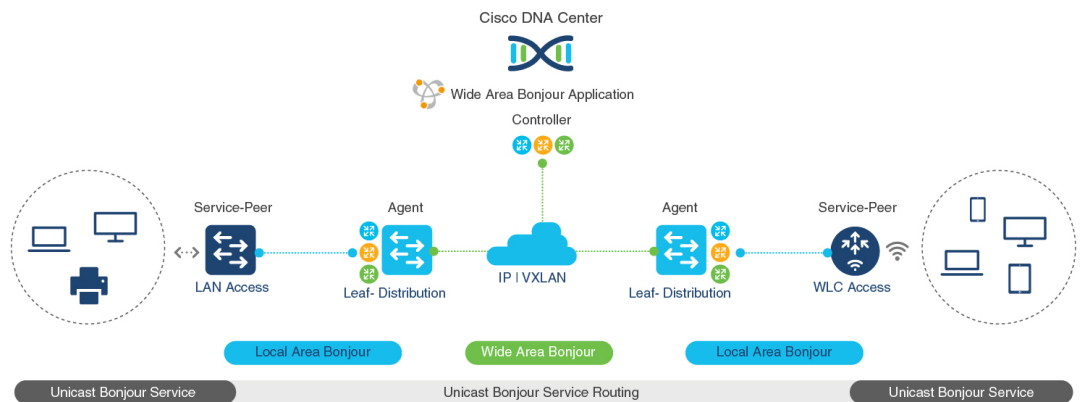 Cisco DNA Center
Wide Area Bonjour Application
Controller
Service-Peer
Agent
Agent
Service-Peer
LAN Access
Leaf- Distribution
IP | VXLAN
Leaf- Distribution
WLC Access
Local Area Bonjour
Wide Area Bonjour
Local Area Bonjour
Unicast Bonjour Service
Unicast Bonjour Service Routing
Unicast Bonjour Service